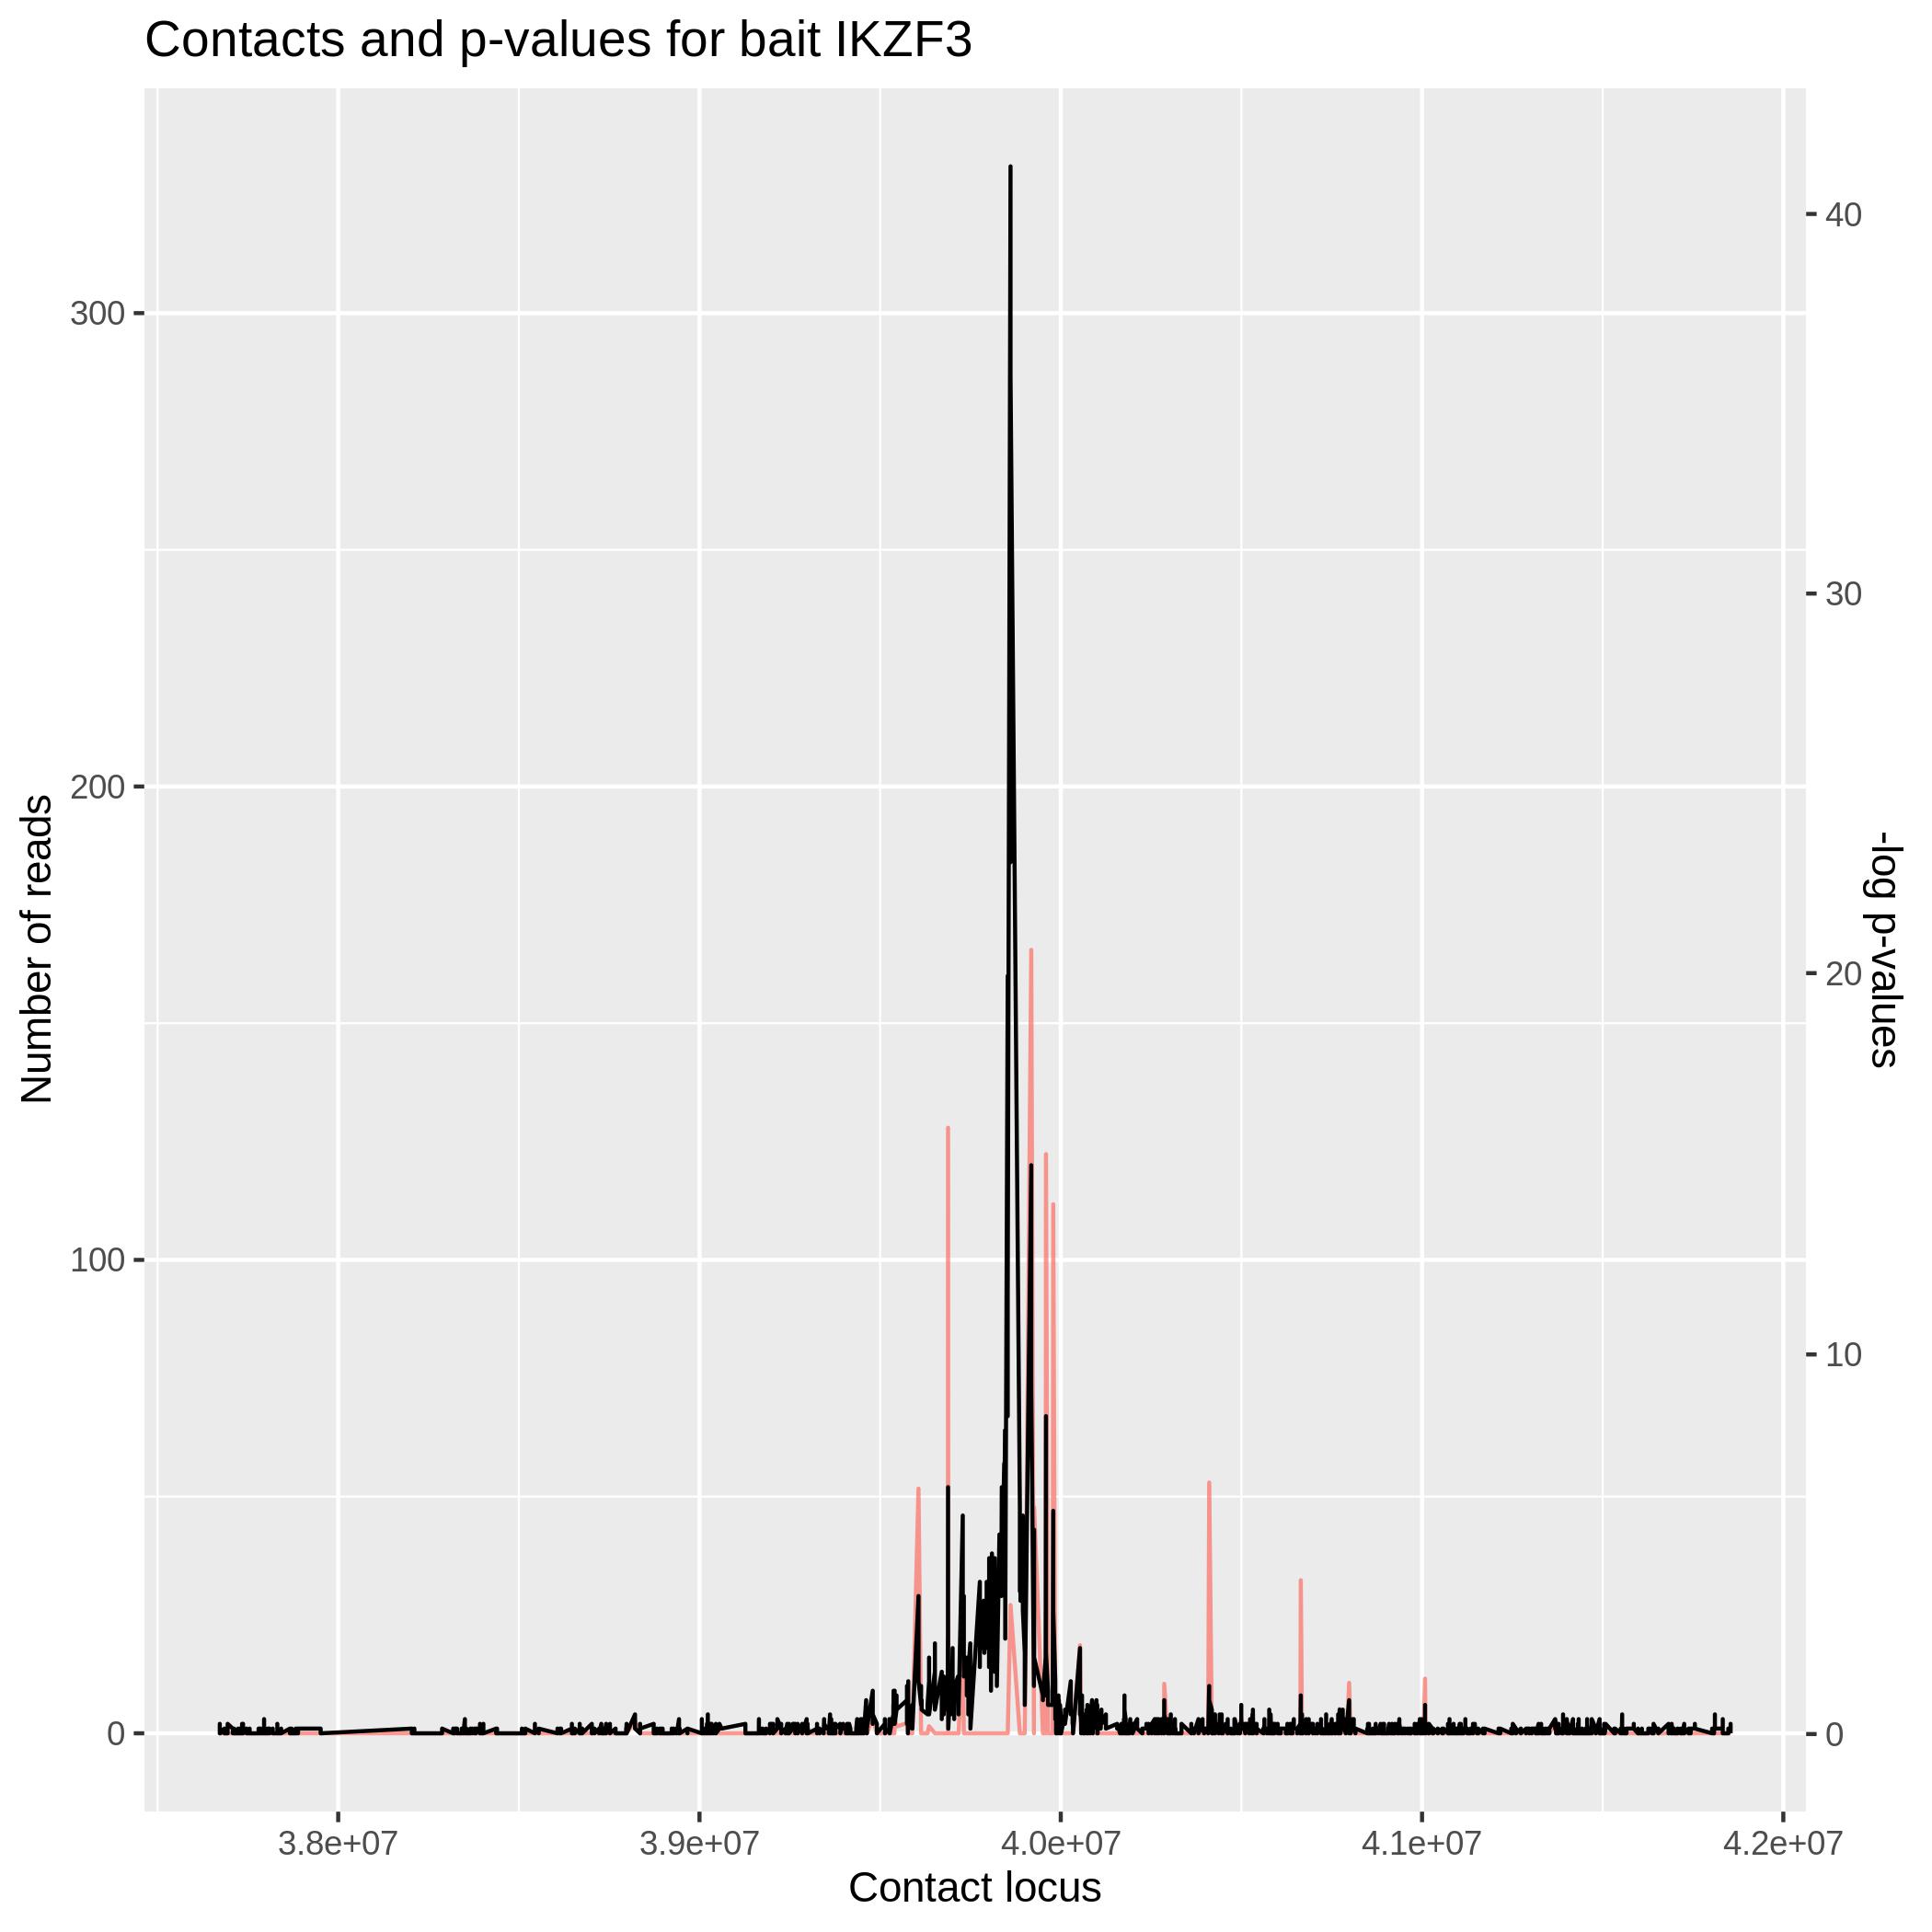 Contacts and p-values for bait IKZF3
Number of reads
300
200
100
0
40
30
20
10
0
-log p-values
3.8e+07
3.9e+07
4.0e+07
4.1e+07
4.2e+07
Contact locus